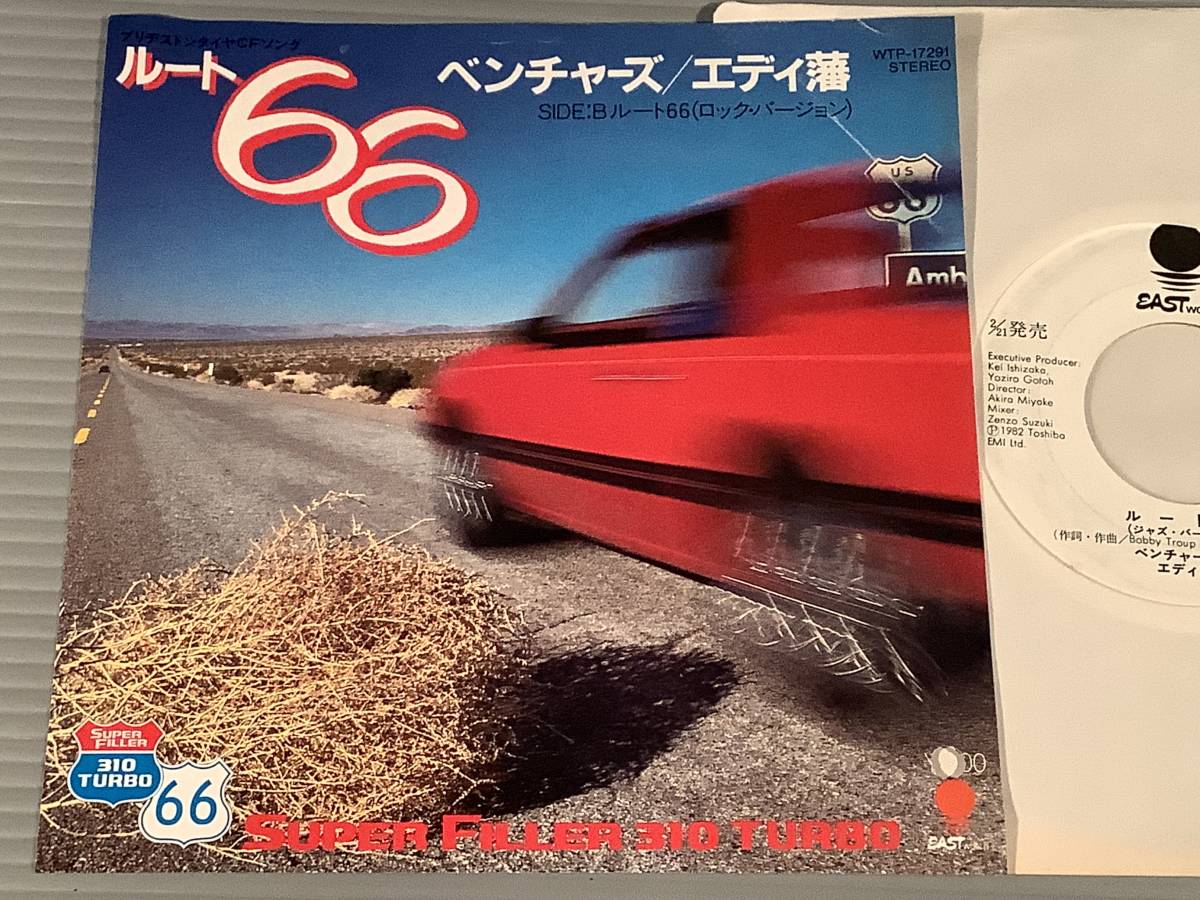 ブリヂストンタイヤCFソング
ルート66
ベンチャーズ/エディ藩
SIDE:B ルート66(ロック・バージョン)
WTP-17291
STEREO
US
66
Amb
SUPER FILLER
310
TURBO
66
SUPER FILLER 310 TURBO
EAST
EAST WO
2/21発売
Executive Producer:
Kei Ishizaka,
Yoziro Gotoh
Director:
Akira Miyake
Mixer:
Zenzo Suzuki
Ⓟ1982 Toshiba
EMI Ltd.
ルート
(ジャズ・バー
(作詞・作曲/Bobby Troup
ベンチャー
エディ